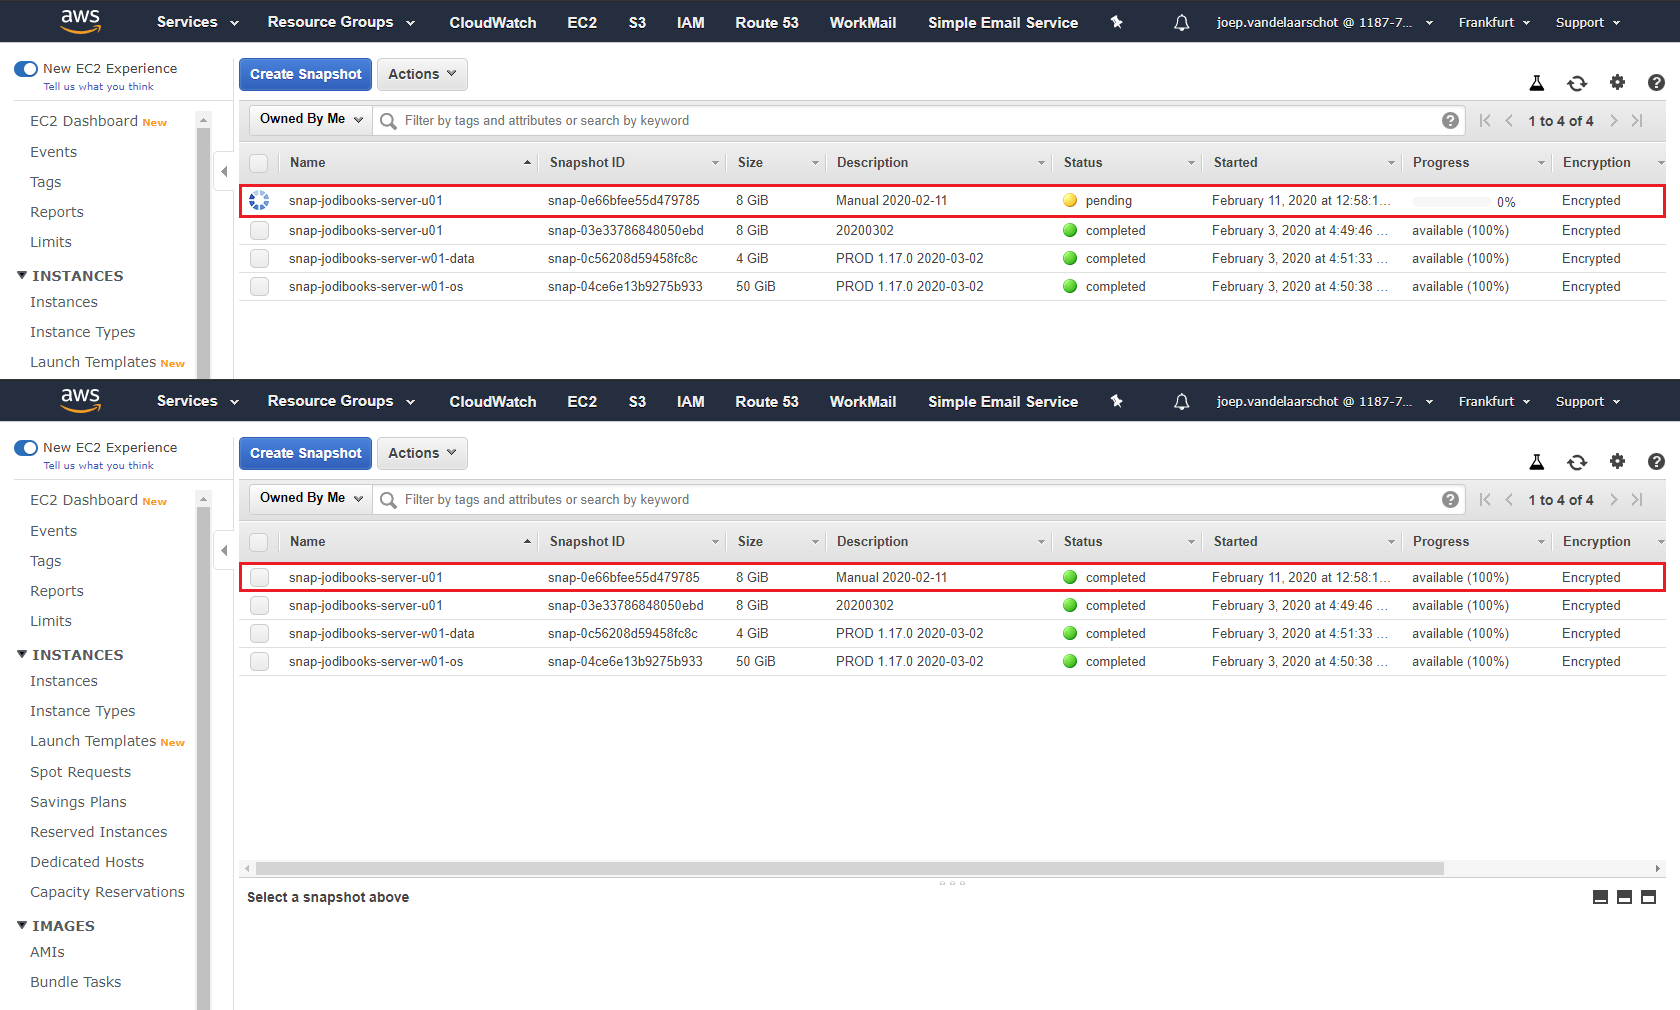 aws Services Resource Groups CloudWatch EC2 S3 IAM Route 53 WorkMail Simple Email Service joep.vandelaarschot @ 1187-7... Frankfurt Support
New EC2 Experience
Tell us what you think
EC2 Dashboard New
Events
Tags
Reports
Limits
INSTANCES
Instances
Instance Types
Launch Templates New
Create Snapshot Actions
Owned By Me Filter by tags and attributes or search by keyword 1 to 4 of 4
Name Snapshot ID Size Description Status Started Progress Encryption
snap-jodibooks-server-u01 snap-0e66bfee55d479785 8 GiB Manual 2020-02-11 pending February 11, 2020 at 12:58:1... 0% Encrypted
snap-jodibooks-server-u01 snap-03e33786848050ebd 8 GiB 20200302 completed February 3, 2020 at 4:49:46 ... available (100%) Encrypted
snap-jodibooks-server-w01-data snap-0c56208d59458fc8c 4 GiB PROD 1.17.0 2020-03-02 completed February 3, 2020 at 4:51:33 ... available (100%) Encrypted
snap-jodibooks-server-w01-os snap-04ce6e13b9275b933 50 GiB PROD 1.17.0 2020-03-02 completed February 3, 2020 at 4:50:38 ... available (100%) Encrypted
aws Services Resource Groups CloudWatch EC2 S3 IAM Route 53 WorkMail Simple Email Service joep.vandelaarschot @ 1187-7... Frankfurt Support
New EC2 Experience
Tell us what you think
EC2 Dashboard New
Events
Tags
Reports
Limits
INSTANCES
Instances
Instance Types
Launch Templates New
Spot Requests
Savings Plans
Reserved Instances
Dedicated Hosts
Capacity Reservations
IMAGES
AMIs
Bundle Tasks
Create Snapshot Actions
Owned By Me Filter by tags and attributes or search by keyword 1 to 4 of 4
Name Snapshot ID Size Description Status Started Progress Encryption
snap-jodibooks-server-u01 snap-0e66bfee55d479785 8 GiB Manual 2020-02-11 completed February 11, 2020 at 12:58:1... available (100%) Encrypted
snap-jodibooks-server-u01 snap-03e33786848050ebd 8 GiB 20200302 completed February 3, 2020 at 4:49:46 ... available (100%) Encrypted
snap-jodibooks-server-w01-data snap-0c56208d59458fc8c 4 GiB PROD 1.17.0 2020-03-02 completed February 3, 2020 at 4:51:33 ... available (100%) Encrypted
snap-jodibooks-server-w01-os snap-04ce6e13b9275b933 50 GiB PROD 1.17.0 2020-03-02 completed February 3, 2020 at 4:50:38 ... available (100%) Encrypted
Select a snapshot above